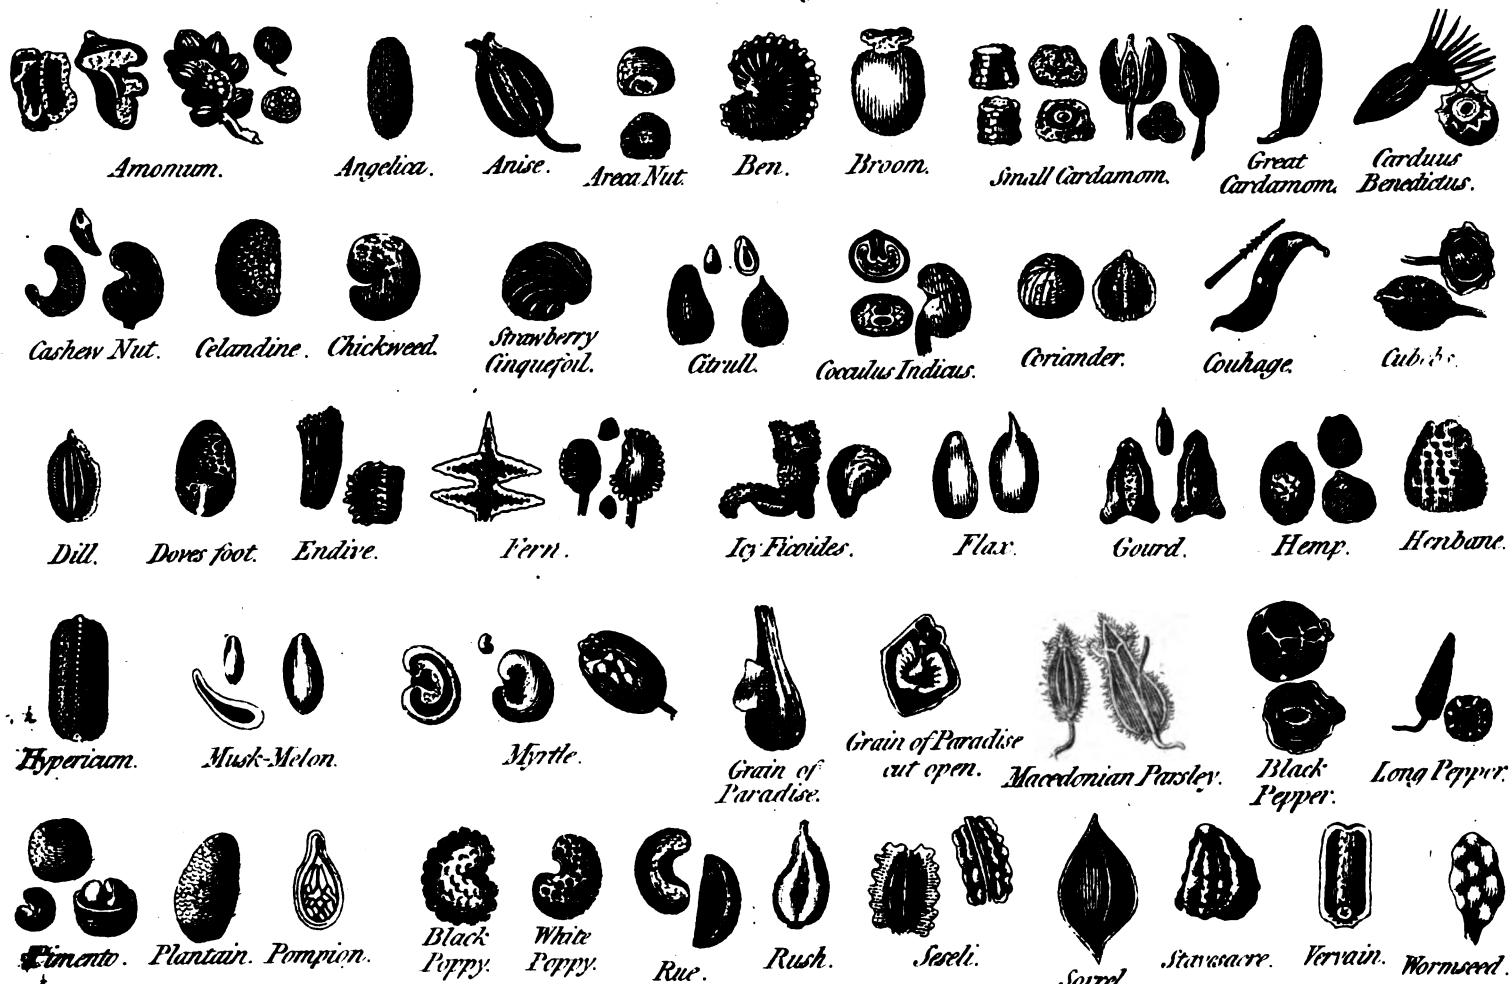 Amomum. Angelica. Anise. Areca Nut. Ben. Broom. Small Cardamom. Great Cardamom. Carduus Benedictus.
Cashew Nut. Celandine. Chickweed. Strawberry Cinquefoil. Citrull. Cocculus Indicus. Coriander. Couhage. Cubebs.
Dill. Doves foot. Endive. Fern. Icy Ficoides. Flax. Gourd. Hemp. Henbane.
Hypericum. Musk-Melon. Myrtle. Grain of Paradise. Grain of Paradise cut open. Macedonian Parsley. Black Pepper. Long Pepper.
Pimento. Plantain. Pompion. Black Poppy. White Poppy. Rue. Rush. Seseli. Sorrel Stavesacre. Vervain. Wormseed.